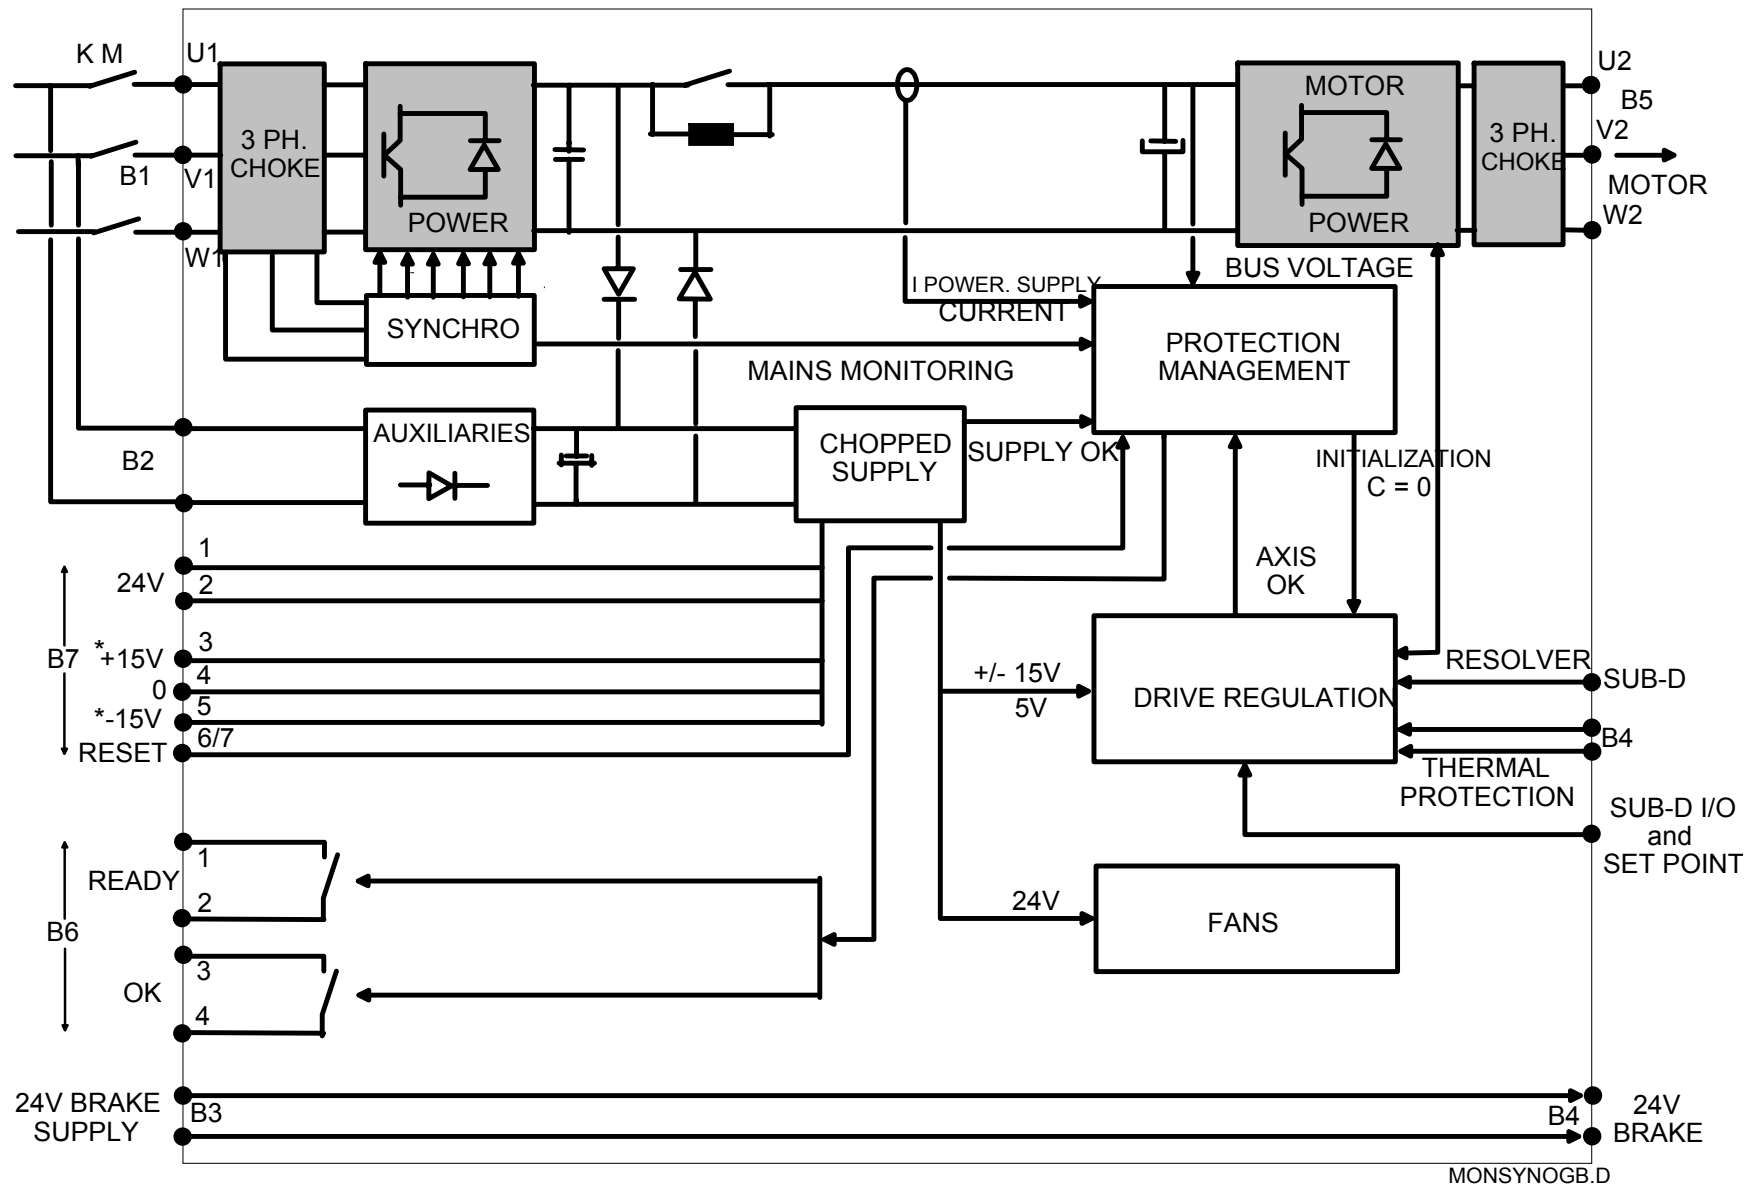 K M
U1
U2
B5
MOTOR
3 PH.
CHOKE
3 PH.
CHOKE
V2
B1
V1
MOTOR
POWER
POWER
W2
W1
BUS VOLTAGE
I POWER. SUPPLY
CURRENT
SYNCHRO
PROTECTION
MANAGEMENT
MAINS MONITORING
AUXILIARIES
CHOPPED
SUPPLY
SUPPLY OK
INITIALIZATION
C = 0
B2
1
24V
2
AXIS
OK
B7
3
*+15V
4
0
5
*-15V
6/7
RESET
+/- 15V
5V
DRIVE REGULATION
RESOLVER
SUB-D
B4
THERMAL
PROTECTION
SUB-D I/O
and
SET POINT
1
READY
2
B6
3
OK
4
24V
FANS
24V BRAKE
SUPPLY
B3
B4
24V
BRAKE
MONSYNOGB.D